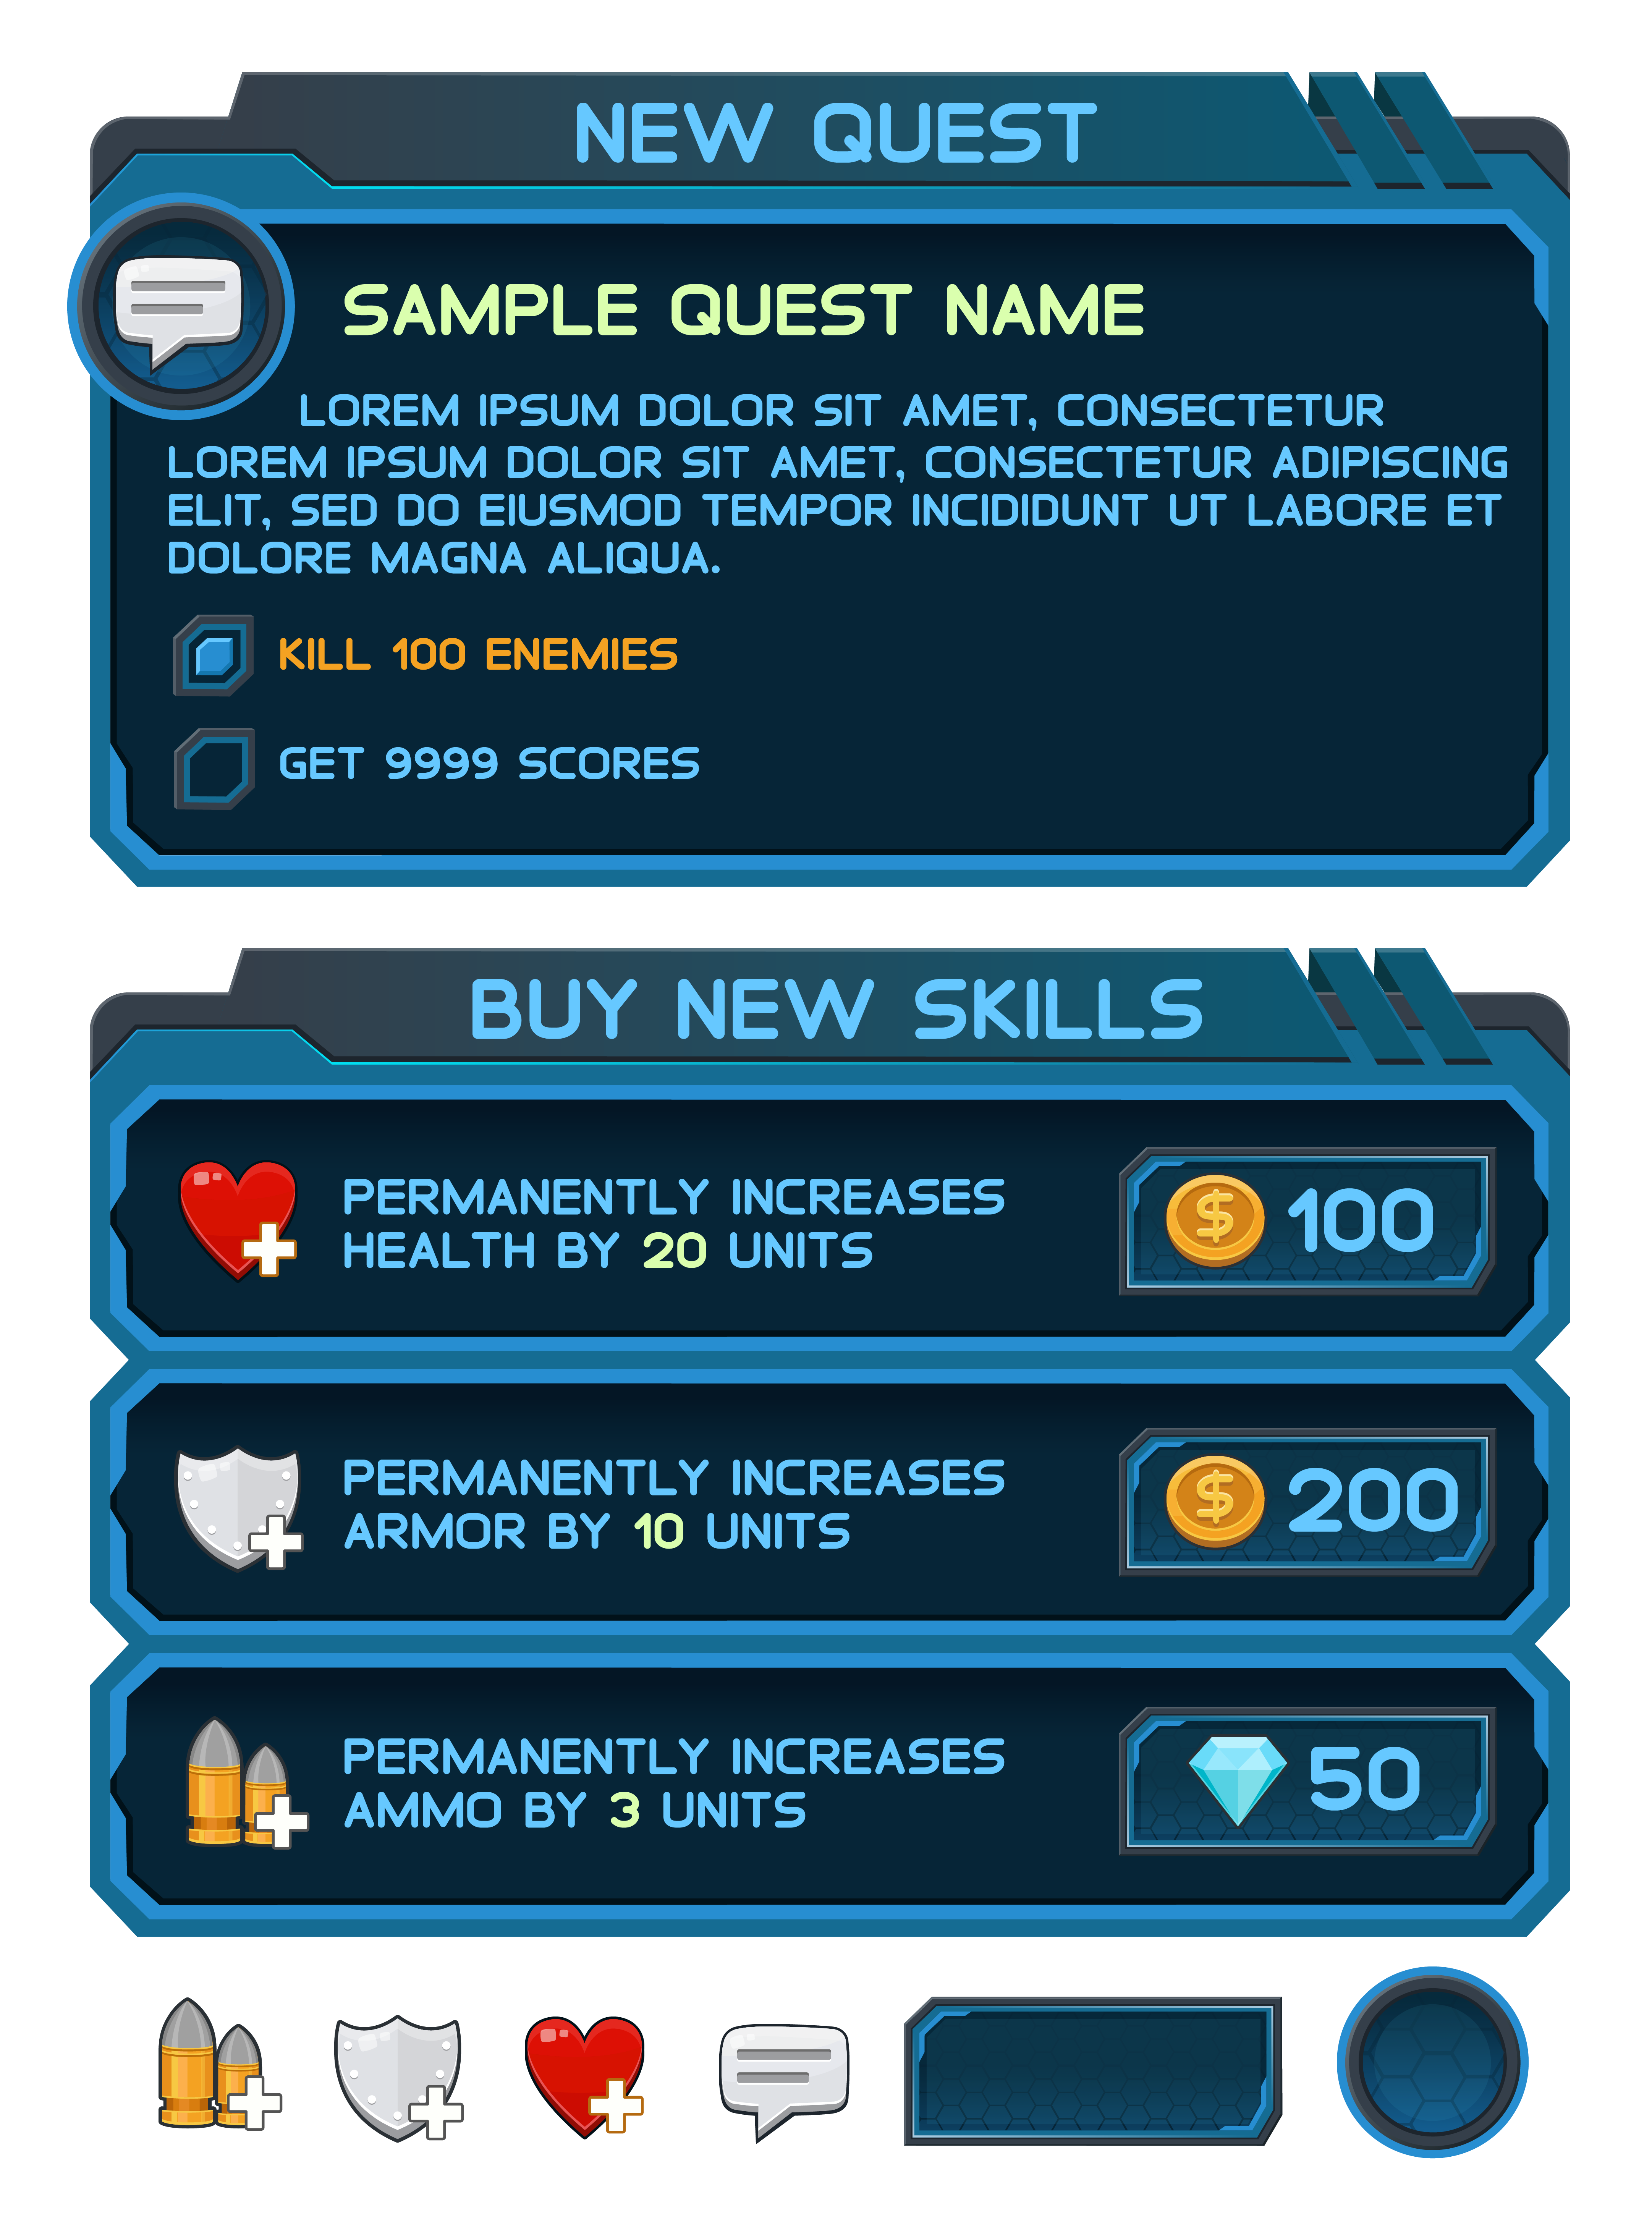 NEW QUEST
SAMPLE QUEST NAME
LOREM IPSUM DOLOR SIT AMET, CONSECTETUR
LOREM IPSUM DOLOR SIT AMET, CONSECTETUR ADIPISCING
ELIT, SED DO EIUSMOD TEMPOR INCIDIDUNT UT LABORE ET
DOLORE MAGNA ALIQUA.
KILL 100 ENEMIES
GET 9999 SCORES
BUY NEW SKILLS
PERMANENTLY INCREASES
HEALTH BY 20 UNITS
$ 100
PERMANENTLY INCREASES
ARMOR BY 10 UNITS
$ 200
PERMANENTLY INCREASES
AMMO BY 3 UNITS
50